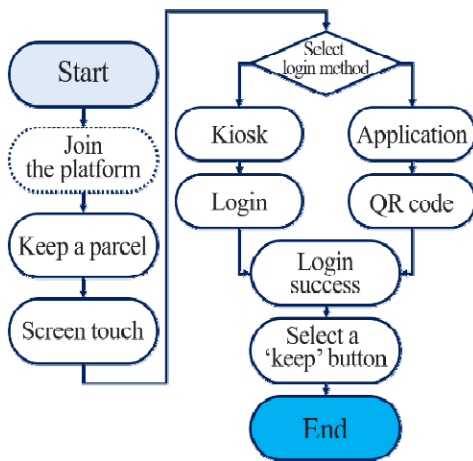 Start
Join
the platform
Keep a parcel
Screen touch
Select
login method
Kiosk
Application
Login
QR code
Login
success
Select a
‘keep’ button
End